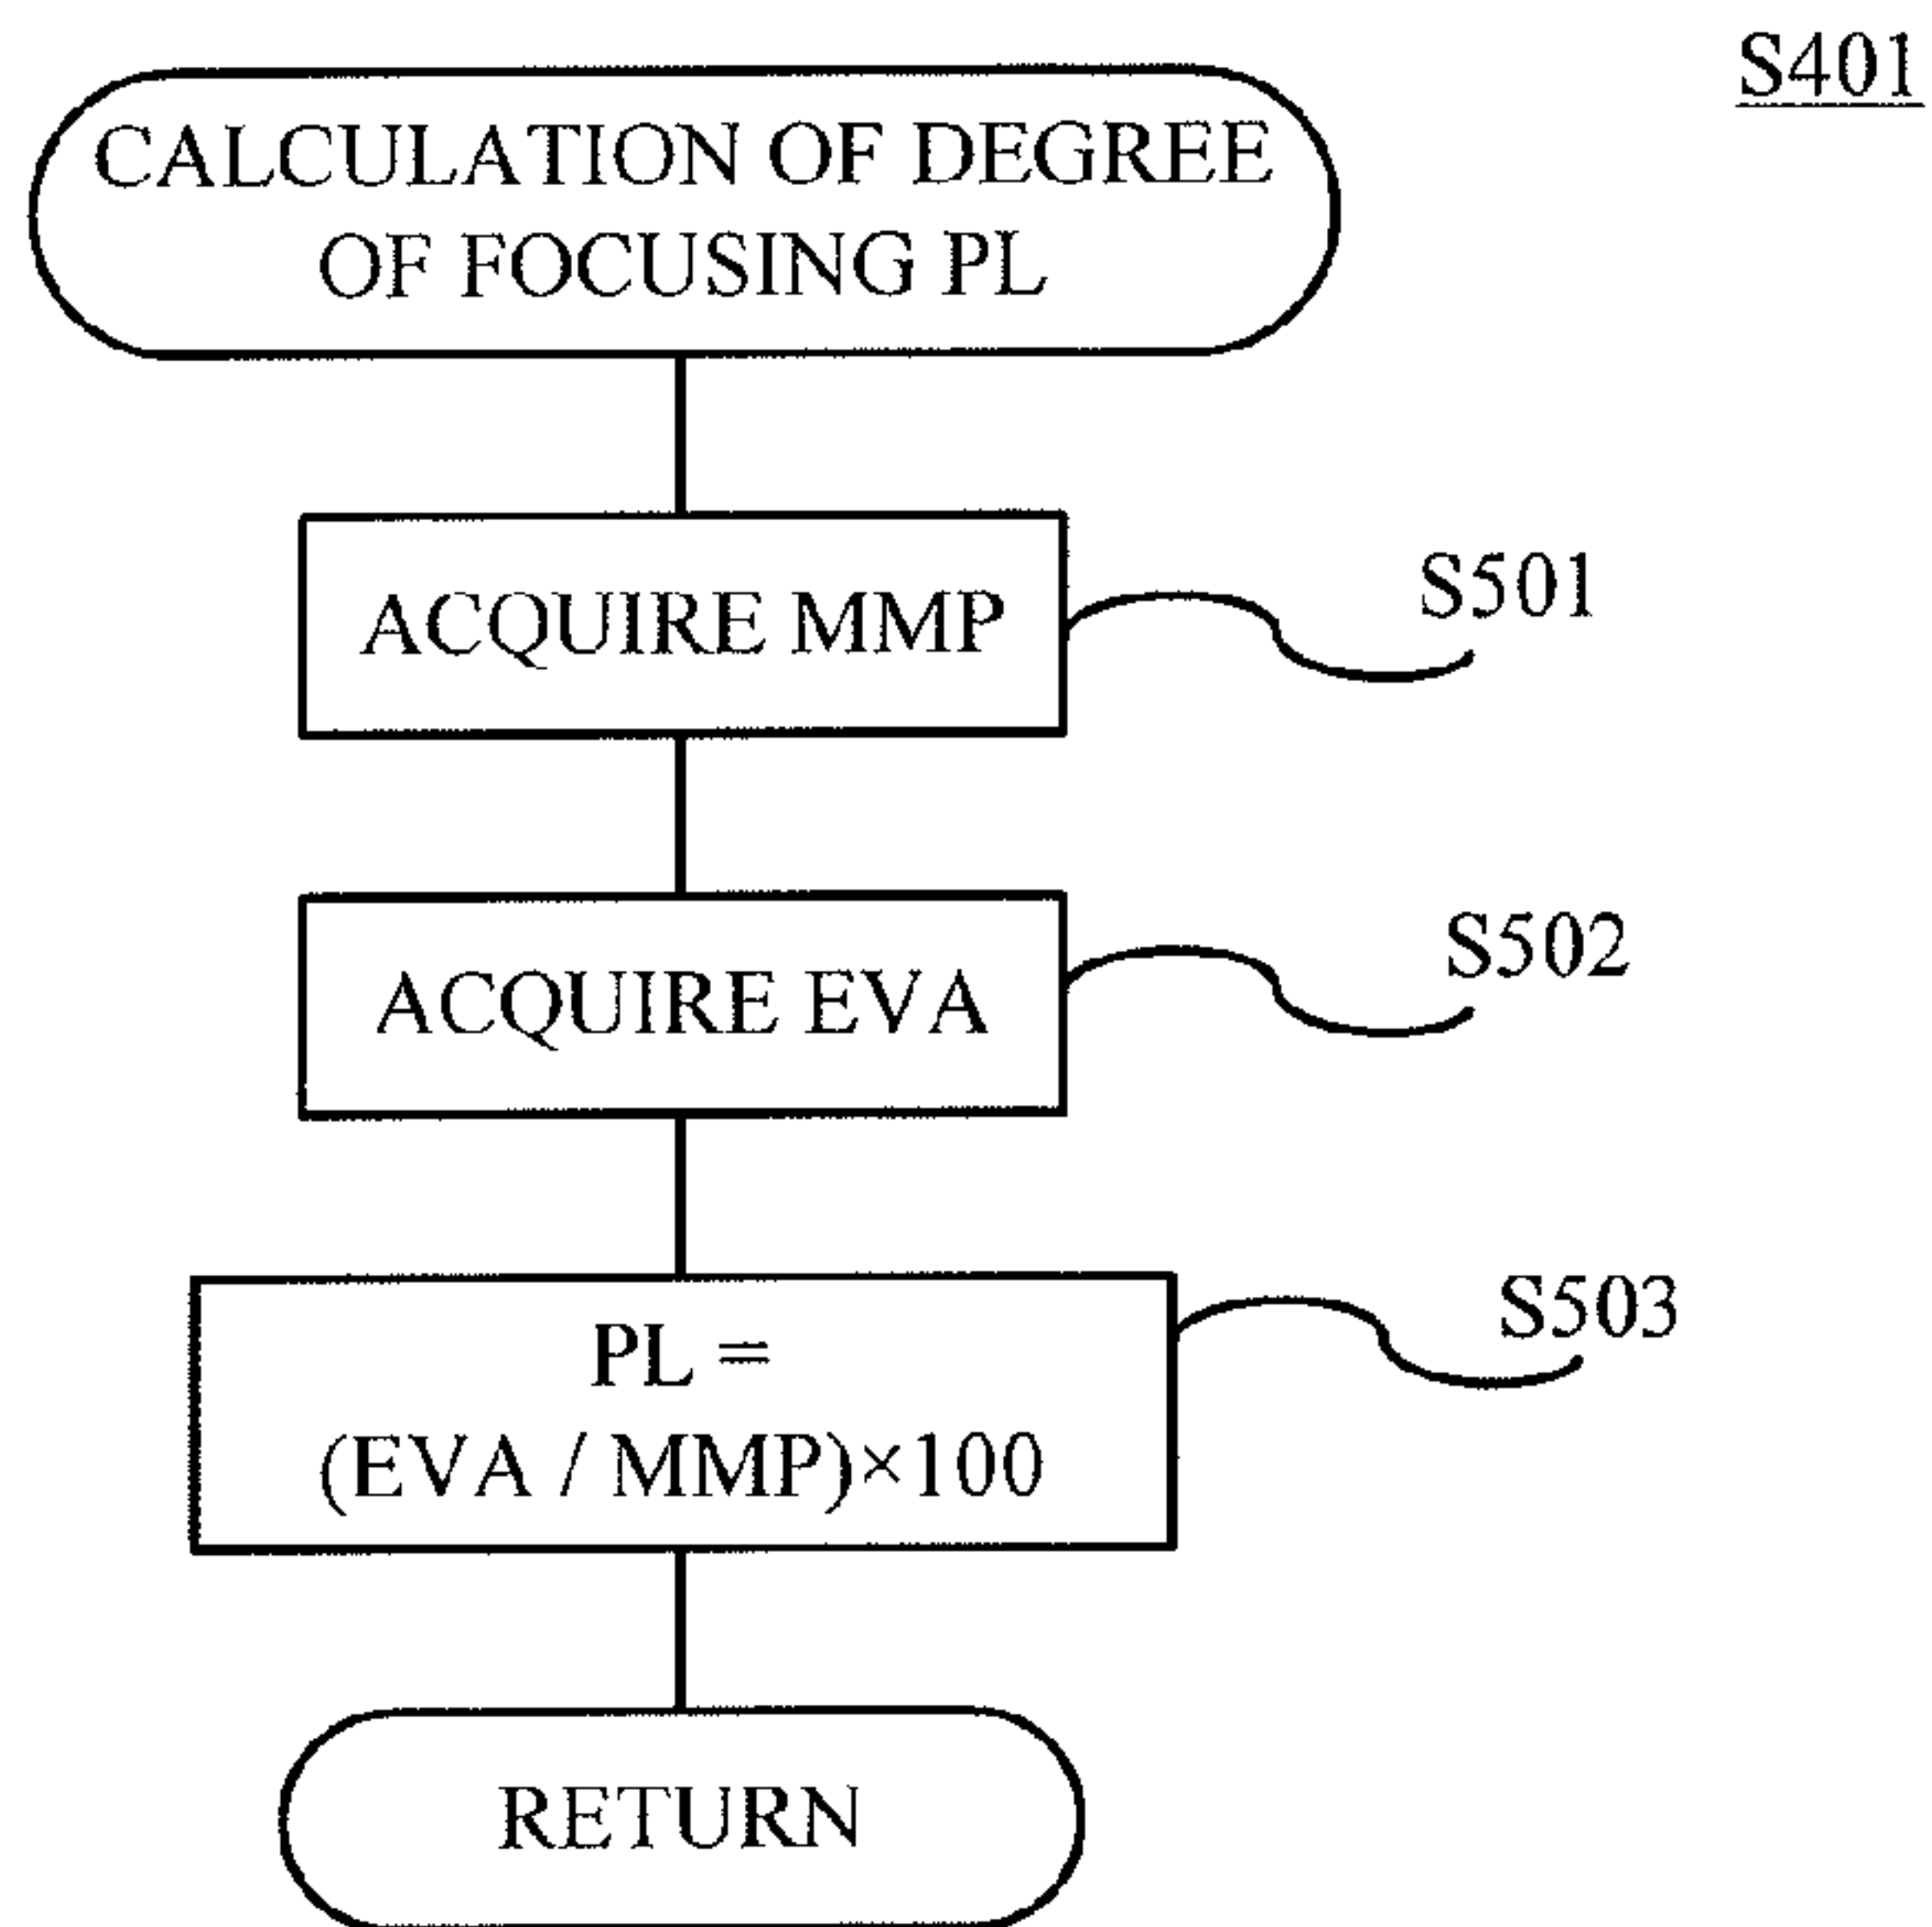 S401
CALCULATION OF DEGREE
OF FOCUSING PL
ACQUIRE MMP
S501
ACQUIRE EVA
S502
PL =
(EVA / MMP)×100
S503
RETURN